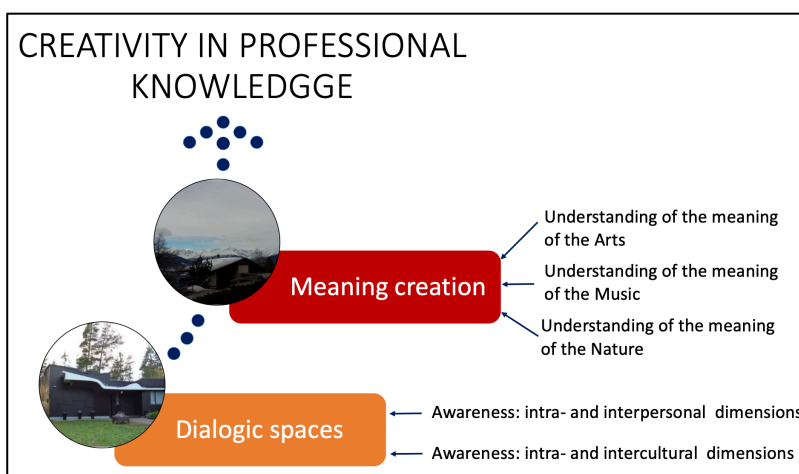 CREATIVITY IN PROFESSIONAL
KNOWLEDGGE
Understanding of the meaning
of the Arts
Meaning creation
Understanding of the meaning
of the Music
Understanding of the meaning
of the Nature
Dialogic spaces
Awareness: intra- and interpersonal dimensions
Awareness: intra- and intercultural dimensions